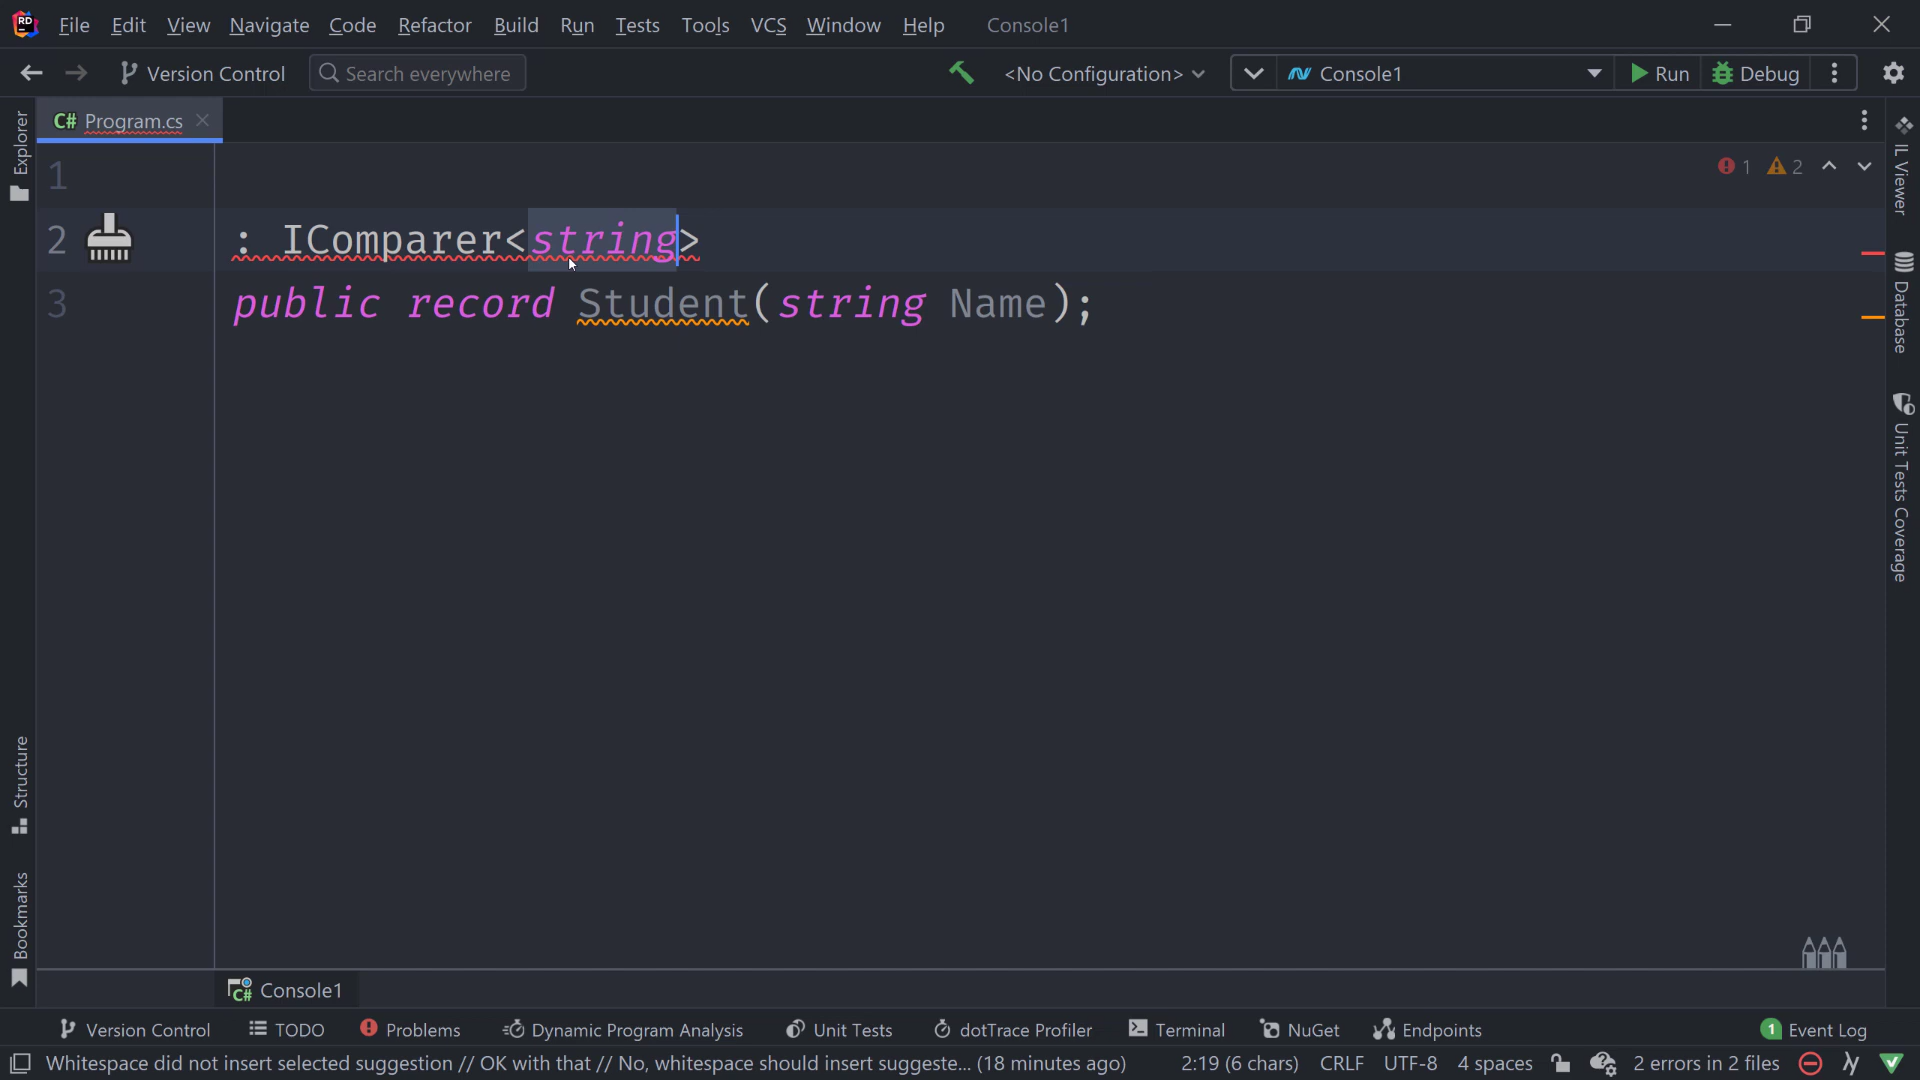 RD File Edit View Navigate Code Refactor Build Run Tests Tools VCS Window Help Console1
Version Control Search everywhere <No Configuration> Console1 Run Debug
C# Program.cs
1 1 2
2 : IComparer<string>
3 public record Student(string Name);
Explorer
Structure
Bookmarks
IL Viewer
Database
Unit Tests Coverage
C# Console1
Version Control TODO Problems Dynamic Program Analysis Unit Tests dotTrace Profiler Terminal NuGet Endpoints 1 Event Log
Whitespace did not insert selected suggestion // OK with that // No, whitespace should insert suggeste... (18 minutes ago) 2:19 (6 chars) CRLF UTF-8 4 spaces 2 errors in 2 files